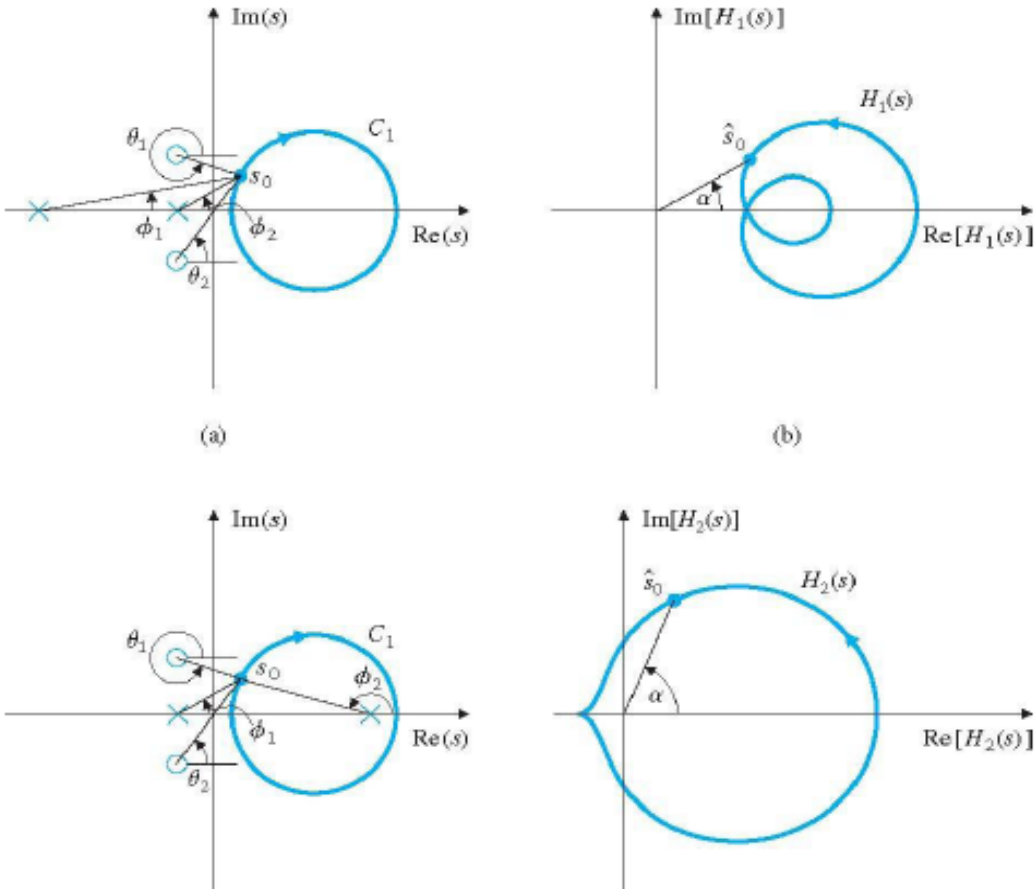 Im(s)
Im[H₁(s)]
θ₁
C₁
H₁(s)
ŝ₀
s₀
α
ϕ₁
ϕ₂
Re(s)
Re[H₁(s)]
θ₂
(a)
(b)
Im(s)
Im[H₂(s)]
θ₁
C₁
ŝ₀
H₂(s)
s₀
ϕ₂
α
ϕ₁
Re(s)
Re[H₂(s)]
θ₂